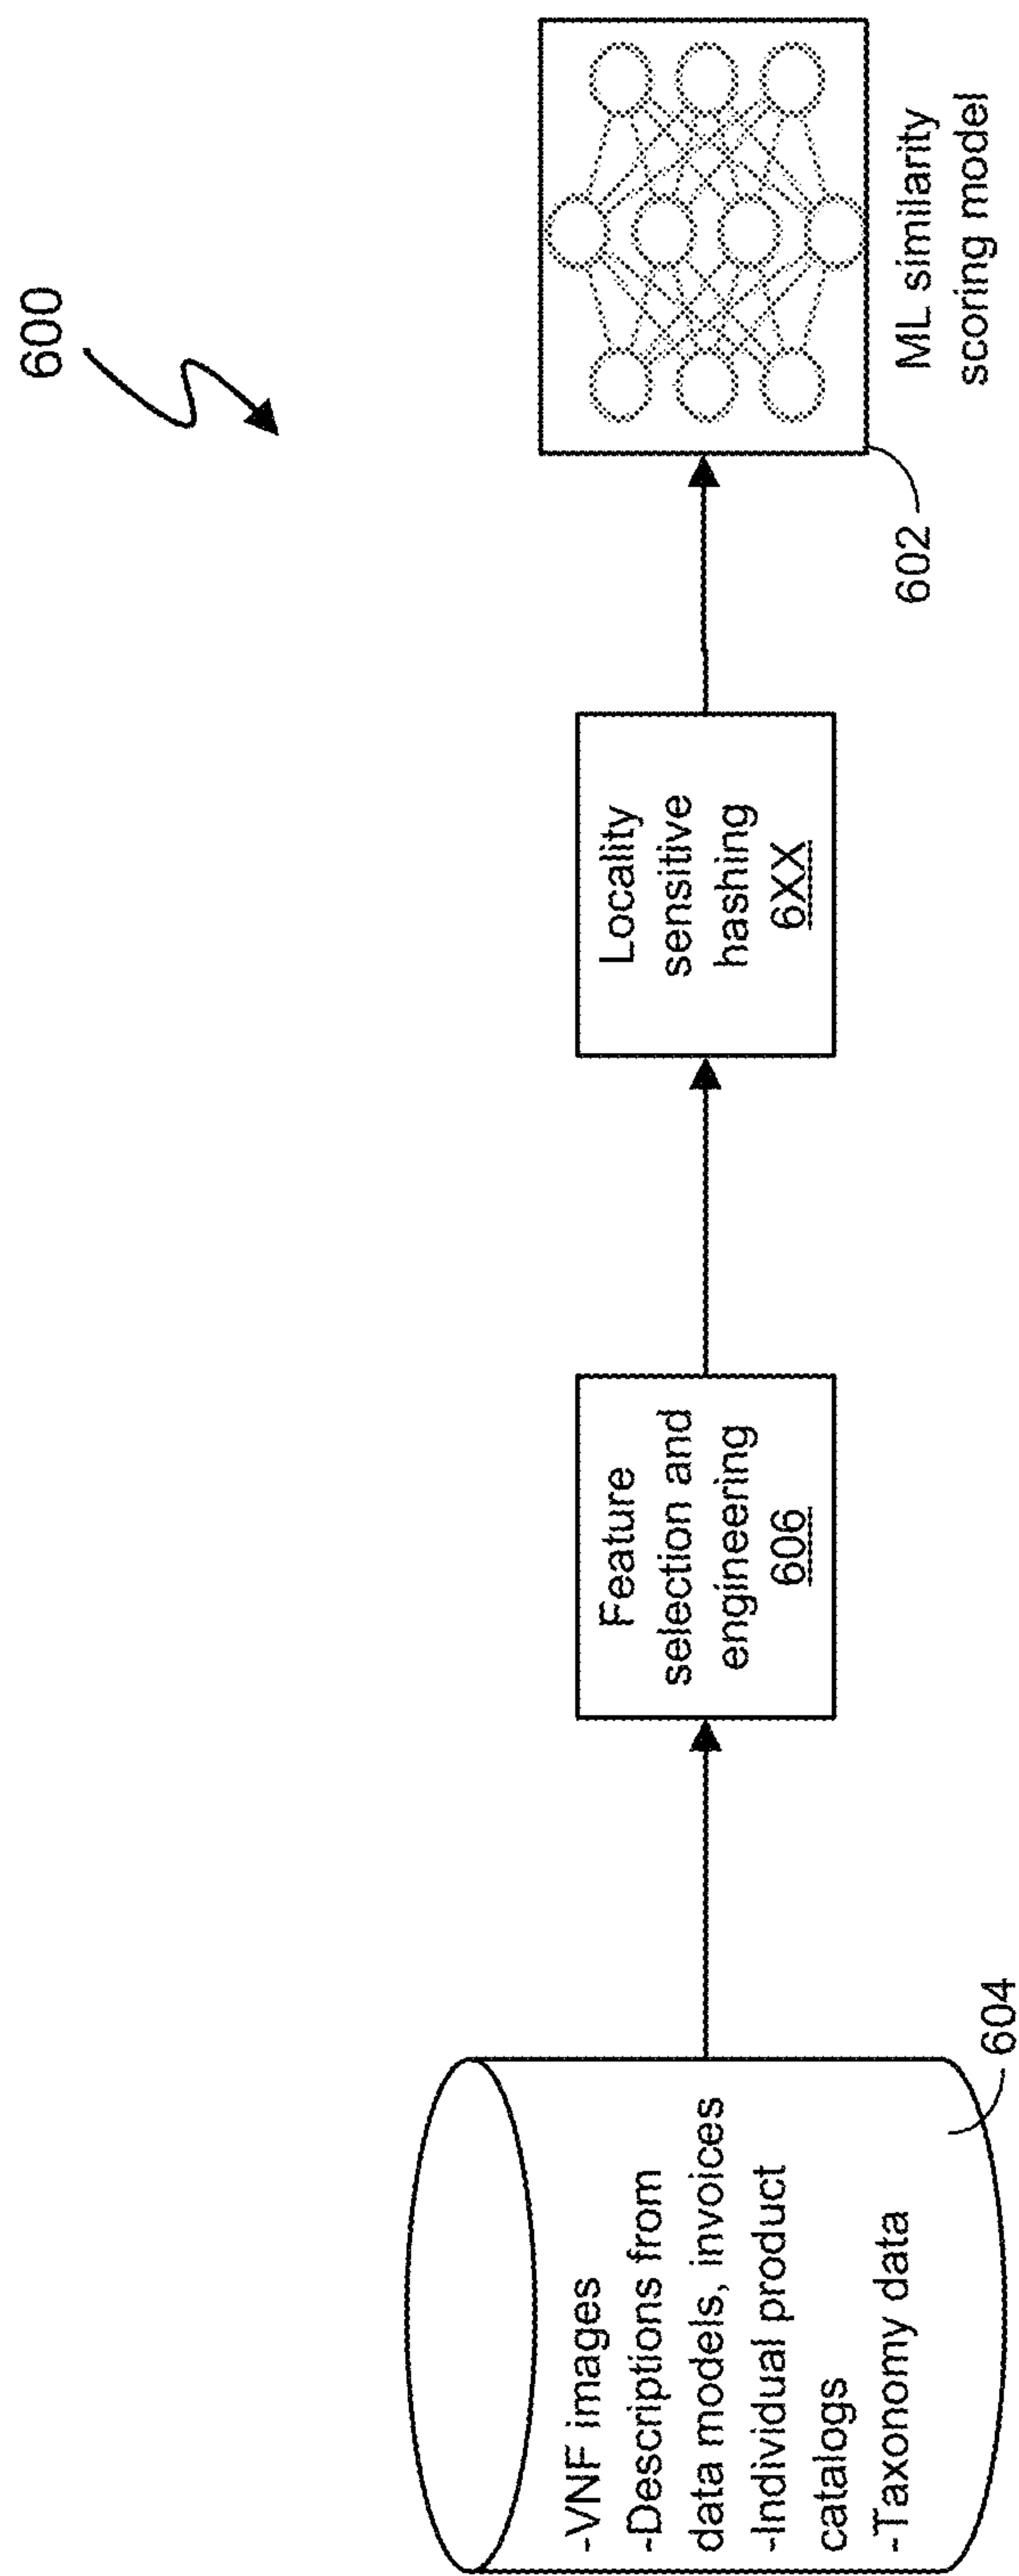 600
-VNF images
-Descriptions from
data models, invoices
-Individual product
catalogs
-Taxonomy data
604
Feature
selection and
engineering
606
Locality
sensitive
hashing
6XX
602
ML similarity
scoring model